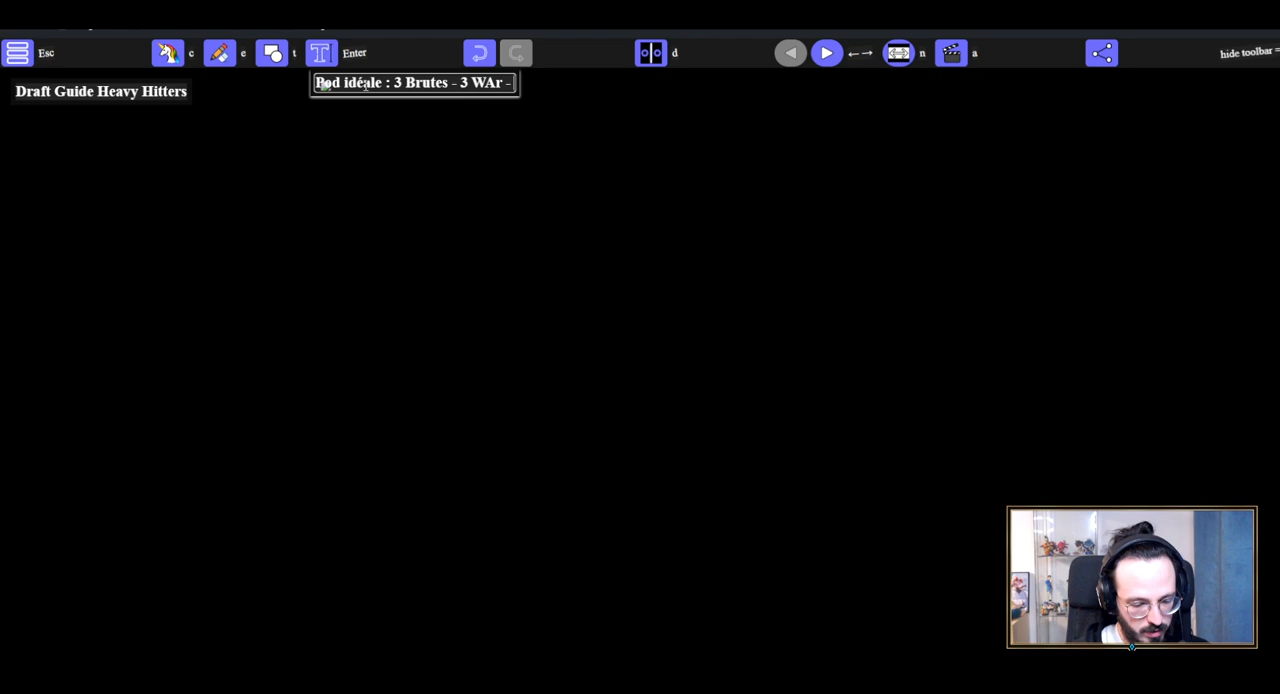 Esc
c
e
t
Enter
d
←→
n
a
hide toolbar =
Draft Guide Heavy Hitters
Pod idéale : 3 Brutes - 3 WAr -